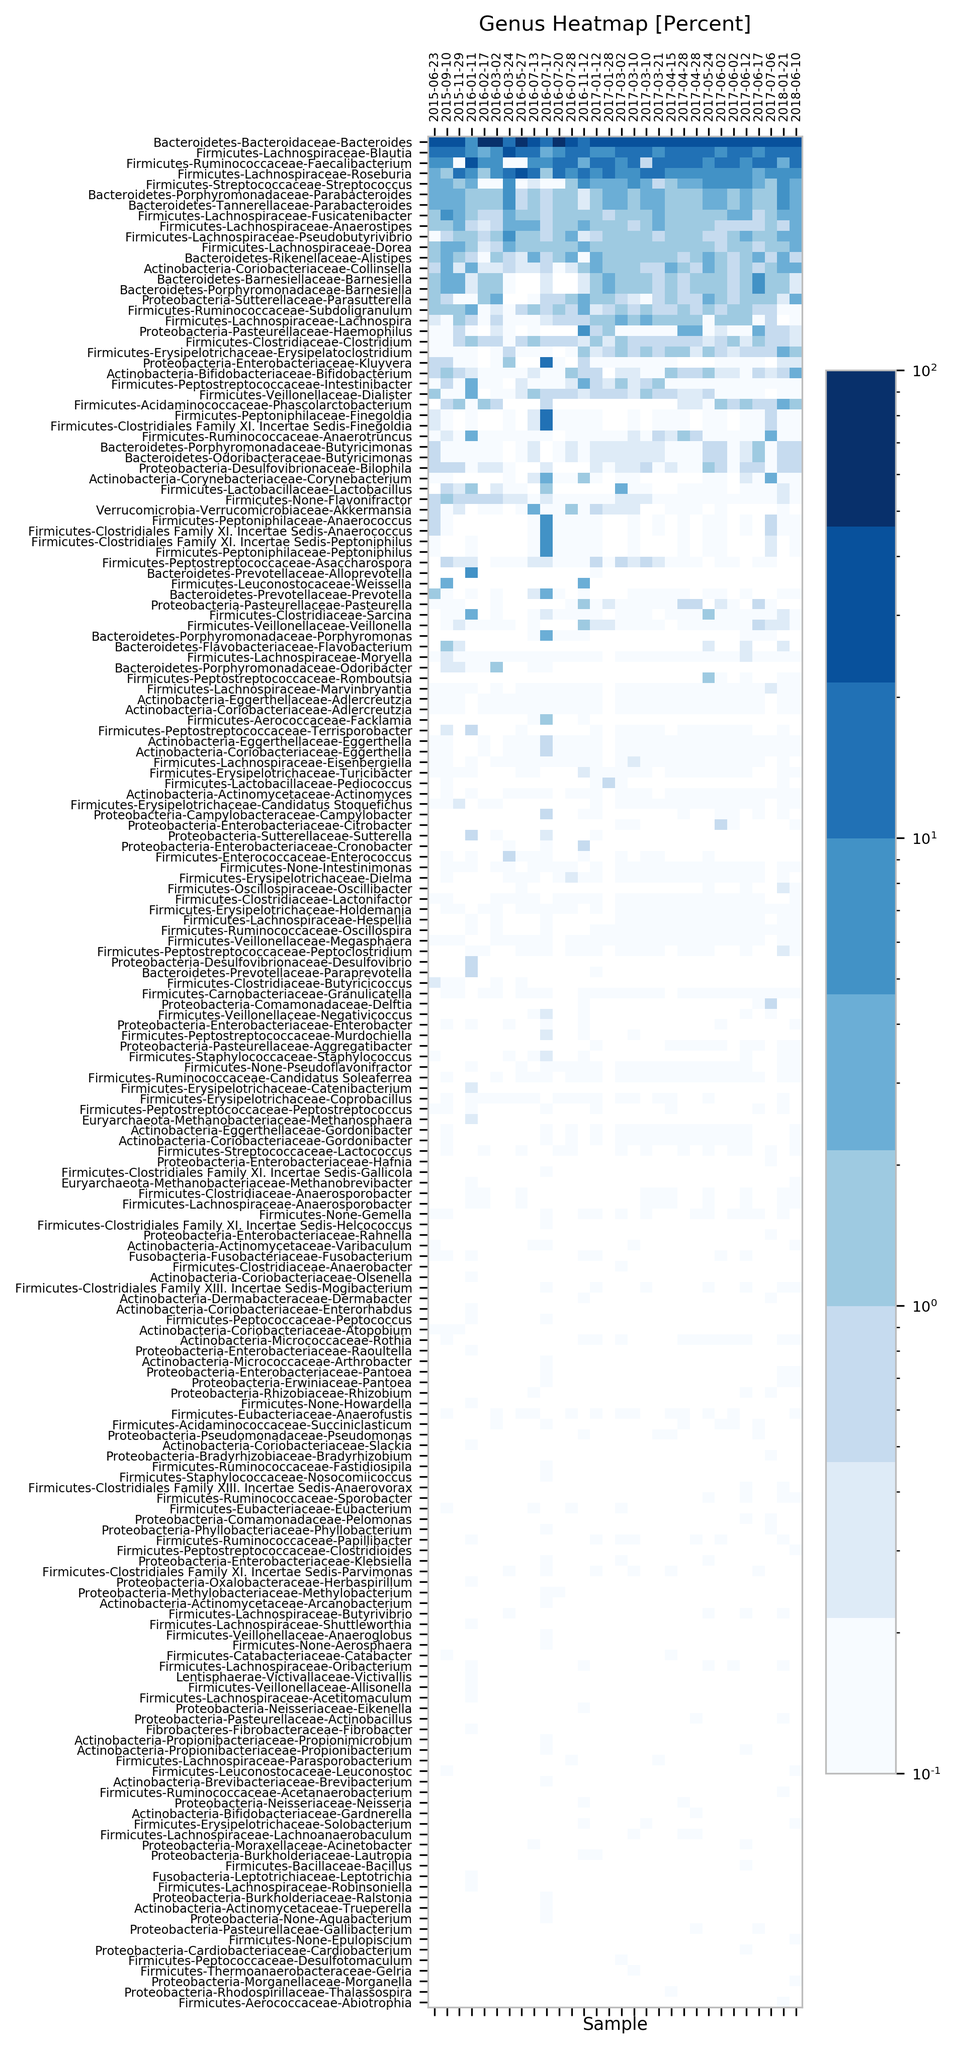 Genus Heatmap [Percent]
2015-06-23
2015-09-10
2015-11-29
2016-01-11
2016-02-17
2016-03-02
2016-03-24
2016-05-27
2016-07-13
2016-07-17
2016-07-20
2016-07-28
2016-11-12
2017-01-12
2017-01-28
2017-03-02
2017-03-10
2017-03-10
2017-03-21
2017-04-15
2017-04-28
2017-04-28
2017-05-24
2017-06-02
2017-06-02
2017-06-12
2017-06-17
2017-07-06
2018-01-21
2018-06-10
Bacteroidetes-Bacteroidaceae-Bacteroides
Firmicutes-Lachnospiraceae-Blautia
Firmicutes-Ruminococcaceae-Faecalibacterium
Firmicutes-Lachnospiraceae-Roseburia
Firmicutes-Streptococcaceae-Streptococcus
Bacteroidetes-Porphyromonadaceae-Parabacteroides
Bacteroidetes-Tannerellaceae-Parabacteroides
Firmicutes-Lachnospiraceae-Fusicatenibacter
Firmicutes-Lachnospiraceae-Anaerostipes
Firmicutes-Lachnospiraceae-Pseudobutyrivibrio
Firmicutes-Lachnospiraceae-Dorea
Bacteroidetes-Rikenellaceae-Alistipes
Actinobacteria-Coriobacteriaceae-Collinsella
Bacteroidetes-Barnesiellaceae-Barnesiella
Bacteroidetes-Porphyromonadaceae-Barnesiella
Proteobacteria-Sutterellaceae-Parasutterella
Firmicutes-Ruminococcaceae-Subdoligranulum
Firmicutes-Lachnospiraceae-Lachnospira
Proteobacteria-Pasteurellaceae-Haemophilus
Firmicutes-Clostridiaceae-Clostridium
Firmicutes-Erysipelotrichaceae-Erysipelatoclostridium
Proteobacteria-Enterobacteriaceae-Kluyvera
Actinobacteria-Bifidobacteriaceae-Bifidobacterium
Firmicutes-Peptostreptococcaceae-Intestinibacter
Firmicutes-Veillonellaceae-Dialister
Firmicutes-Acidaminococcaceae-Phascolarctobacterium
Firmicutes-Peptoniphilaceae-Finegoldia
Firmicutes-Clostridiales Family XI. Incertae Sedis-Finegoldia
Firmicutes-Ruminococcaceae-Anaerotruncus
Bacteroidetes-Porphyromonadaceae-Butyricimonas
Bacteroidetes-Odoribacteraceae-Butyricimonas
Proteobacteria-Desulfovibrionaceae-Bilophila
Actinobacteria-Corynebacteriaceae-Corynebacterium
Firmicutes-Lactobacillaceae-Lactobacillus
Firmicutes-None-Flavonifractor
Verrucomicrobia-Verrucomicrobiaceae-Akkermansia
Firmicutes-Peptoniphilaceae-Anaerococcus
Firmicutes-Clostridiales Family XI. Incertae Sedis-Anaerococcus
Firmicutes-Clostridiales Family XI. Incertae Sedis-Peptoniphilus
Firmicutes-Peptoniphilaceae-Peptoniphilus
Firmicutes-Peptostreptococcaceae-Asaccharospora
Bacteroidetes-Prevotellaceae-Alloprevotella
Firmicutes-Leuconostocaceae-Weissella
Bacteroidetes-Prevotellaceae-Prevotella
Proteobacteria-Pasteurellaceae-Pasteurella
Firmicutes-Clostridiaceae-Sarcina
Firmicutes-Veillonellaceae-Veillonella
Bacteroidetes-Porphyromonadaceae-Porphyromonas
Bacteroidetes-Flavobacteriaceae-Flavobacterium
Firmicutes-Lachnospiraceae-Moryella
Bacteroidetes-Porphyromonadaceae-Odoribacter
Firmicutes-Peptostreptococcaceae-Romboutsia
Firmicutes-Lachnospiraceae-Marvinbryantia
Actinobacteria-Eggerthellaceae-Adlercreutzia
Actinobacteria-Coriobacteriaceae-Adlercreutzia
Firmicutes-Aerococcaceae-Facklamia
Firmicutes-Peptostreptococcaceae-Terrisporobacter
Actinobacteria-Eggerthellaceae-Eggerthella
Actinobacteria-Coriobacteriaceae-Eggerthella
Firmicutes-Lachnospiraceae-Eisenbergiella
Firmicutes-Erysipelotrichaceae-Turicibacter
Firmicutes-Lactobacillaceae-Pediococcus
Actinobacteria-Actinomycetaceae-Actinomyces
Firmicutes-Erysipelotrichaceae-Candidatus Stoquefichus
Proteobacteria-Campylobacteraceae-Campylobacter
Proteobacteria-Enterobacteriaceae-Citrobacter
Proteobacteria-Sutterellaceae-Sutterella
Proteobacteria-Enterobacteriaceae-Cronobacter
Firmicutes-Enterococcaceae-Enterococcus
Firmicutes-None-Intestinimonas
Firmicutes-Erysipelotrichaceae-Dielma
Firmicutes-Oscillospiraceae-Oscillibacter
Firmicutes-Clostridiaceae-Lactonifactor
Firmicutes-Erysipelotrichaceae-Holdemania
Firmicutes-Lachnospiraceae-Hespellia
Firmicutes-Ruminococcaceae-Oscillospira
Firmicutes-Veillonellaceae-Megasphaera
Firmicutes-Peptostreptococcaceae-Peptoclostridium
Proteobacteria-Desulfovibrionaceae-Desulfovibrio
Bacteroidetes-Prevotellaceae-Paraprevotella
Firmicutes-Clostridiaceae-Butyricicoccus
Firmicutes-Carnobacteriaceae-Granulicatella
Proteobacteria-Comamonadaceae-Delftia
Firmicutes-Veillonellaceae-Negativicoccus
Proteobacteria-Enterobacteriaceae-Enterobacter
Firmicutes-Peptostreptococcaceae-Murdochiella
Proteobacteria-Pasteurellaceae-Aggregatibacter
Firmicutes-Staphylococcaceae-Staphylococcus
Firmicutes-None-Pseudoflavonifractor
Firmicutes-Ruminococcaceae-Candidatus Soleaferrea
Firmicutes-Erysipelotrichaceae-Catenibacterium
Firmicutes-Erysipelotrichaceae-Coprobacillus
Firmicutes-Peptostreptococcaceae-Peptostreptococcus
Euryarchaeota-Methanobacteriaceae-Methanosphaera
Actinobacteria-Eggerthellaceae-Gordonibacter
Actinobacteria-Coriobacteriaceae-Gordonibacter
Firmicutes-Streptococcaceae-Lactococcus
Proteobacteria-Enterobacteriaceae-Hafnia
Firmicutes-Clostridiales Family XI. Incertae Sedis-Gallicola
Euryarchaeota-Methanobacteriaceae-Methanobrevibacter
Firmicutes-Clostridiaceae-Anaerosporobacter
Firmicutes-Lachnospiraceae-Anaerosporobacter
Firmicutes-None-Gemella
Firmicutes-Clostridiales Family XI. Incertae Sedis-Helcococcus
Proteobacteria-Enterobacteriaceae-Rahnella
Actinobacteria-Actinomycetaceae-Varibaculum
Fusobacteria-Fusobacteriaceae-Fusobacterium
Firmicutes-Clostridiaceae-Anaerobacter
Actinobacteria-Coriobacteriaceae-Olsenella
Firmicutes-Clostridiales Family XIII. Incertae Sedis-Mogibacterium
Actinobacteria-Dermabacteraceae-Dermabacter
Actinobacteria-Coriobacteriaceae-Enterorhabdus
Firmicutes-Peptococcaceae-Peptococcus
Actinobacteria-Coriobacteriaceae-Atopobium
Actinobacteria-Micrococcaceae-Rothia
Proteobacteria-Enterobacteriaceae-Raoultella
Actinobacteria-Micrococcaceae-Arthrobacter
Proteobacteria-Enterobacteriaceae-Pantoea
Proteobacteria-Erwiniaceae-Pantoea
Proteobacteria-Rhizobiaceae-Rhizobium
Firmicutes-None-Howardella
Firmicutes-Eubacteriaceae-Anaerofustis
Firmicutes-Acidaminococcaceae-Succiniclasticum
Proteobacteria-Pseudomonadaceae-Pseudomonas
Actinobacteria-Coriobacteriaceae-Slackia
Proteobacteria-Bradyrhizobiaceae-Bradyrhizobium
Firmicutes-Ruminococcaceae-Fastidiosipila
Firmicutes-Staphylococcaceae-Nosocomiicoccus
Firmicutes-Clostridiales Family XIII. Incertae Sedis-Anaerovorax
Firmicutes-Ruminococcaceae-Sporobacter
Firmicutes-Eubacteriaceae-Eubacterium
Proteobacteria-Comamonadaceae-Pelomonas
Proteobacteria-Phyllobacteriaceae-Phyllobacterium
Firmicutes-Ruminococcaceae-Papillibacter
Firmicutes-Peptostreptococcaceae-Clostridioides
Proteobacteria-Enterobacteriaceae-Klebsiella
Firmicutes-Clostridiales Family XI. Incertae Sedis-Parvimonas
Proteobacteria-Oxalobacteraceae-Herbaspirillum
Proteobacteria-Methylobacteriaceae-Methylobacterium
Actinobacteria-Actinomycetaceae-Arcanobacterium
Firmicutes-Lachnospiraceae-Butyrivibrio
Firmicutes-Lachnospiraceae-Shuttleworthia
Firmicutes-Veillonellaceae-Anaeroglobus
Firmicutes-None-Aerosphaera
Firmicutes-Catabacteriaceae-Catabacter
Firmicutes-Lachnospiraceae-Oribacterium
Lentisphaerae-Victivallaceae-Victivallis
Firmicutes-Veillonellaceae-Allisonella
Firmicutes-Lachnospiraceae-Acetitomaculum
Proteobacteria-Neisseriaceae-Eikenella
Proteobacteria-Pasteurellaceae-Actinobacillus
Fibrobacteres-Fibrobacteraceae-Fibrobacter
Actinobacteria-Propionibacteriaceae-Propionimicrobium
Actinobacteria-Propionibacteriaceae-Propionibacterium
Firmicutes-Lachnospiraceae-Parasporobacterium
Firmicutes-Leuconostocaceae-Leuconostoc
Actinobacteria-Brevibacteriaceae-Brevibacterium
Firmicutes-Ruminococcaceae-Acetanaerobacterium
Proteobacteria-Neisseriaceae-Neisseria
Actinobacteria-Bifidobacteriaceae-Gardnerella
Firmicutes-Erysipelotrichaceae-Solobacterium
Firmicutes-Lachnospiraceae-Lachnoanaerobaculum
Proteobacteria-Moraxellaceae-Acinetobacter
Proteobacteria-Burkholderiaceae-Lautropia
Firmicutes-Bacillaceae-Bacillus
Fusobacteria-Leptotrichiaceae-Leptotrichia
Firmicutes-Lachnospiraceae-Robinsoniella
Proteobacteria-Burkholderiaceae-Ralstonia
Actinobacteria-Actinomycetaceae-Trueperella
Proteobacteria-None-Aquabacterium
Proteobacteria-Pasteurellaceae-Gallibacterium
Firmicutes-None-Epulopiscium
Proteobacteria-Cardiobacteriaceae-Cardiobacterium
Firmicutes-Peptococcaceae-Desulfotomaculum
Firmicutes-Thermoanaerobacteraceae-Gelria
Proteobacteria-Morganellaceae-Morganella
Proteobacteria-Rhodospirillaceae-Thalassospira
Firmicutes-Aerococcaceae-Abiotrophia
Sample
10²
10¹
10⁰
10⁻¹